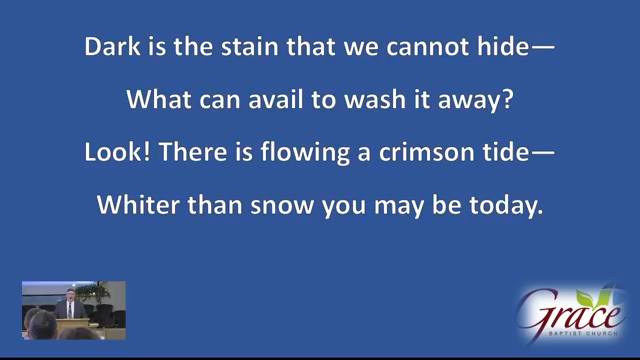 Dark is the stain that we cannot hide—
What can avail to wash it away?
Look! There is flowing a crimson tide—
Whiter than snow you may be today.
Grace
BAPTIST CHURCH